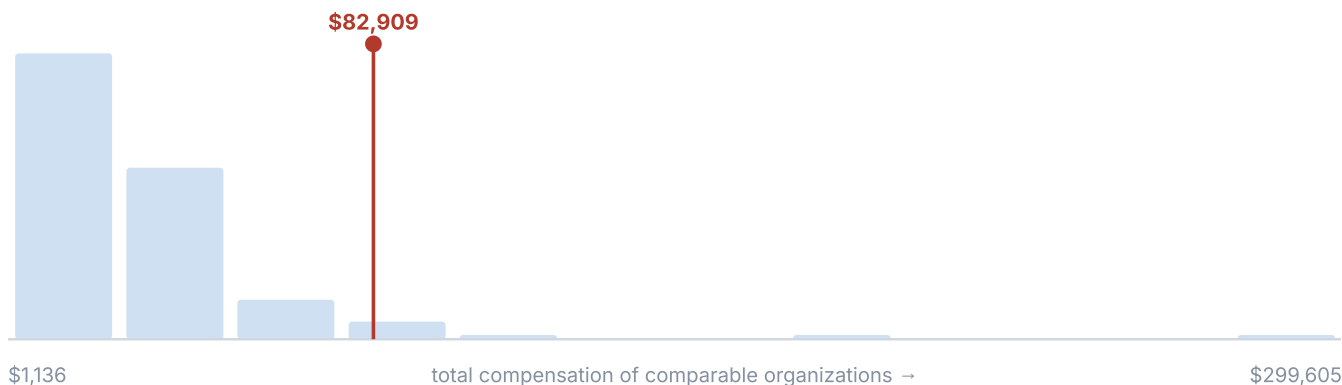 $82,909
$1,136 total compensation of comparable organizations → $299,605